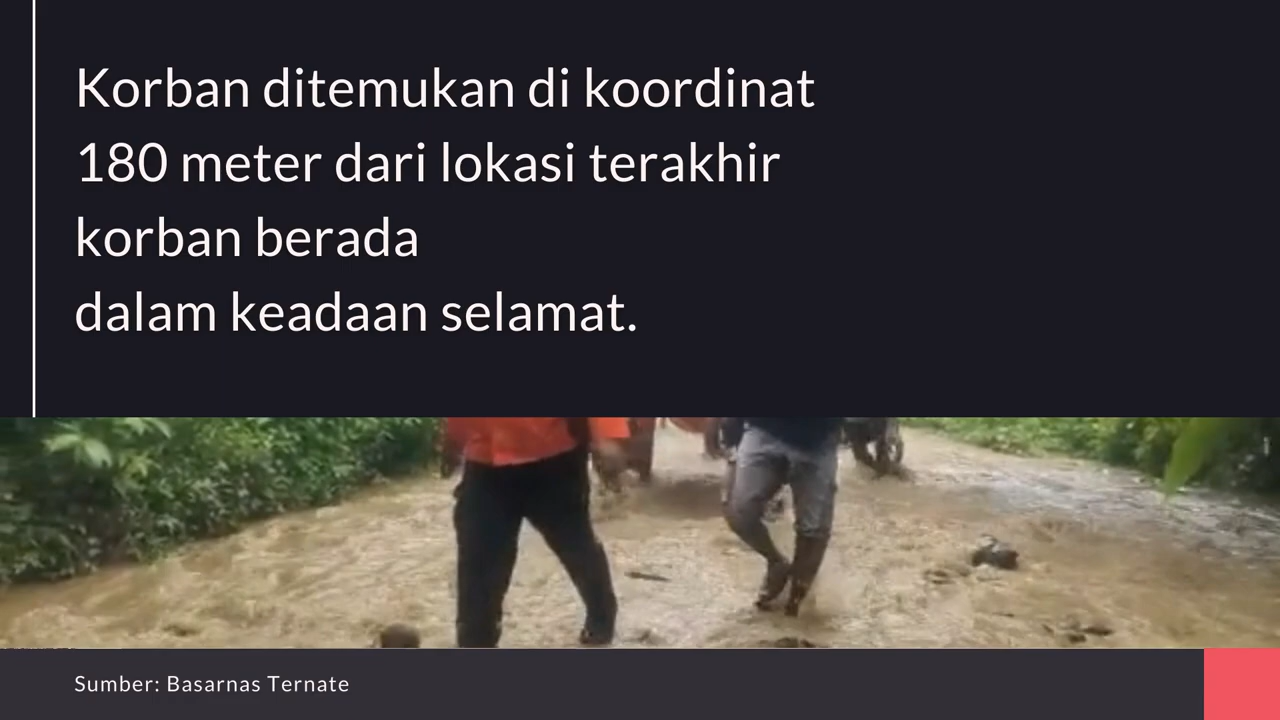 Korban ditemukan di koordinat
180 meter dari lokasi terakhir
korban berada
dalam keadaan selamat.
Sumber: Basarnas Ternate